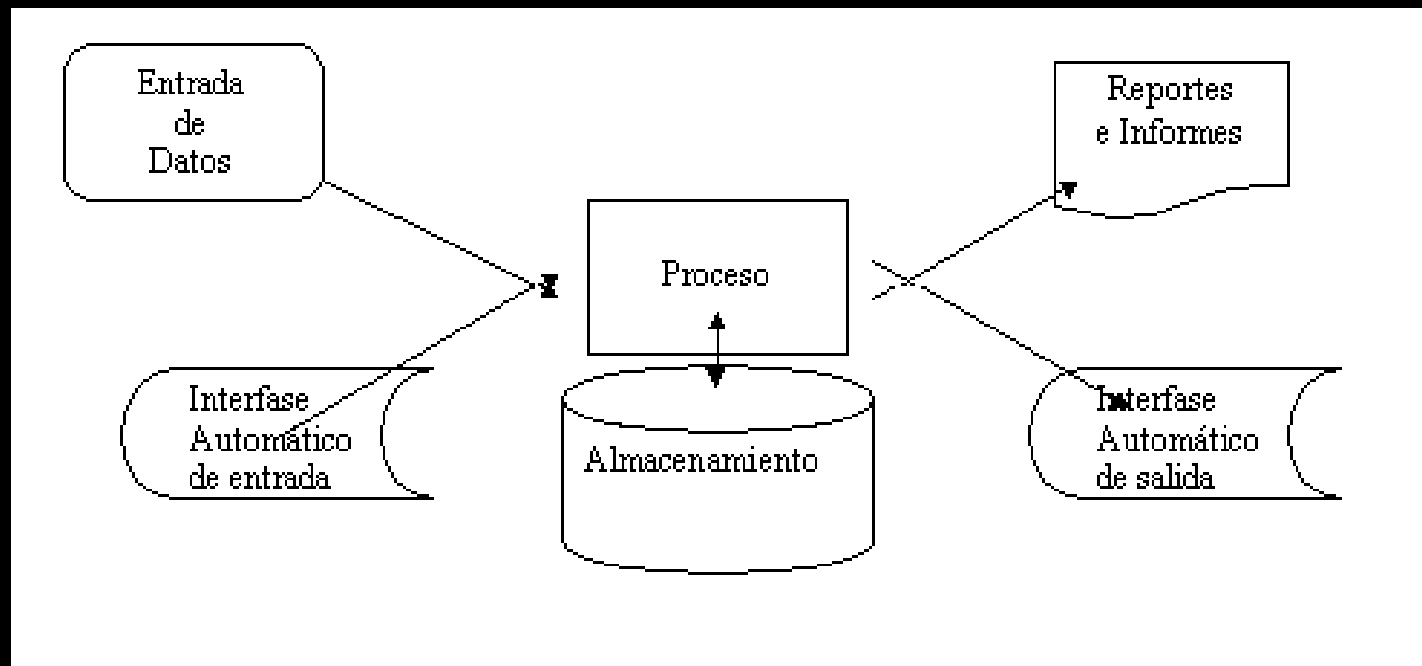 Entrada
de
Datos
Reportes
e Informes
Proceso
Interfase
Automático
de entrada
Almacenamiento
Interfase
Automático
de salida